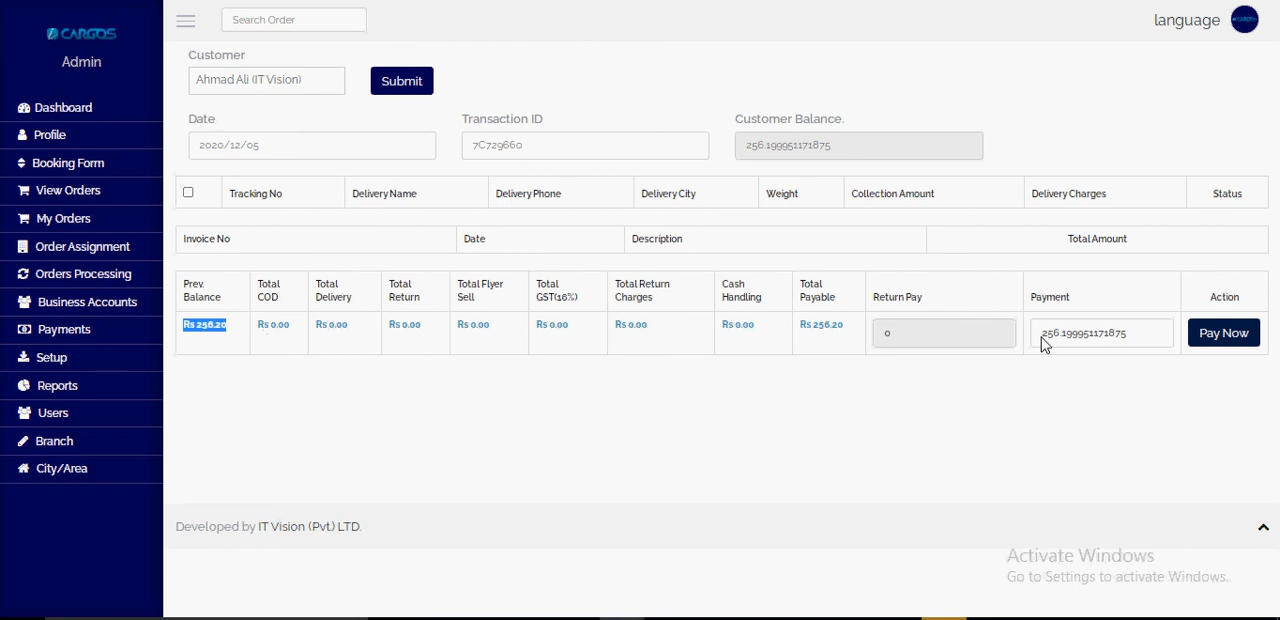 CARGOS
Admin
Dashboard
Profile
Booking Form
View Orders
My Orders
Order Assignment
Orders Processing
Business Accounts
Payments
Setup
Reports
Users
Branch
City/Area
Search Order
language
Customer
Ahmad Ali (IT Vision)
Submit
Date
Transaction ID
Customer Balance.
2020/12/05
7C729660
256.199951171875
Tracking No Delivery Name Delivery Phone Delivery City Weight Collection Amount Delivery Charges Status
Invoice No Date Description Total Amount
Prev. Balance
Total COD
Total Delivery
Total Return
Total Flyer Sell
Total GST(16%)
Total Return Charges
Cash Handling
Total Payable
Return Pay
Payment
Action
Rs 256.20 Rs 0.00 Rs 0.00 Rs 0.00 Rs 0.00 Rs 0.00 Rs 0.00 Rs 0.00 Rs 256.20 0 256.199951171875 Pay Now
Developed by IT Vision (Pvt.) LTD.
Activate Windows
Go to Settings to activate Windows.